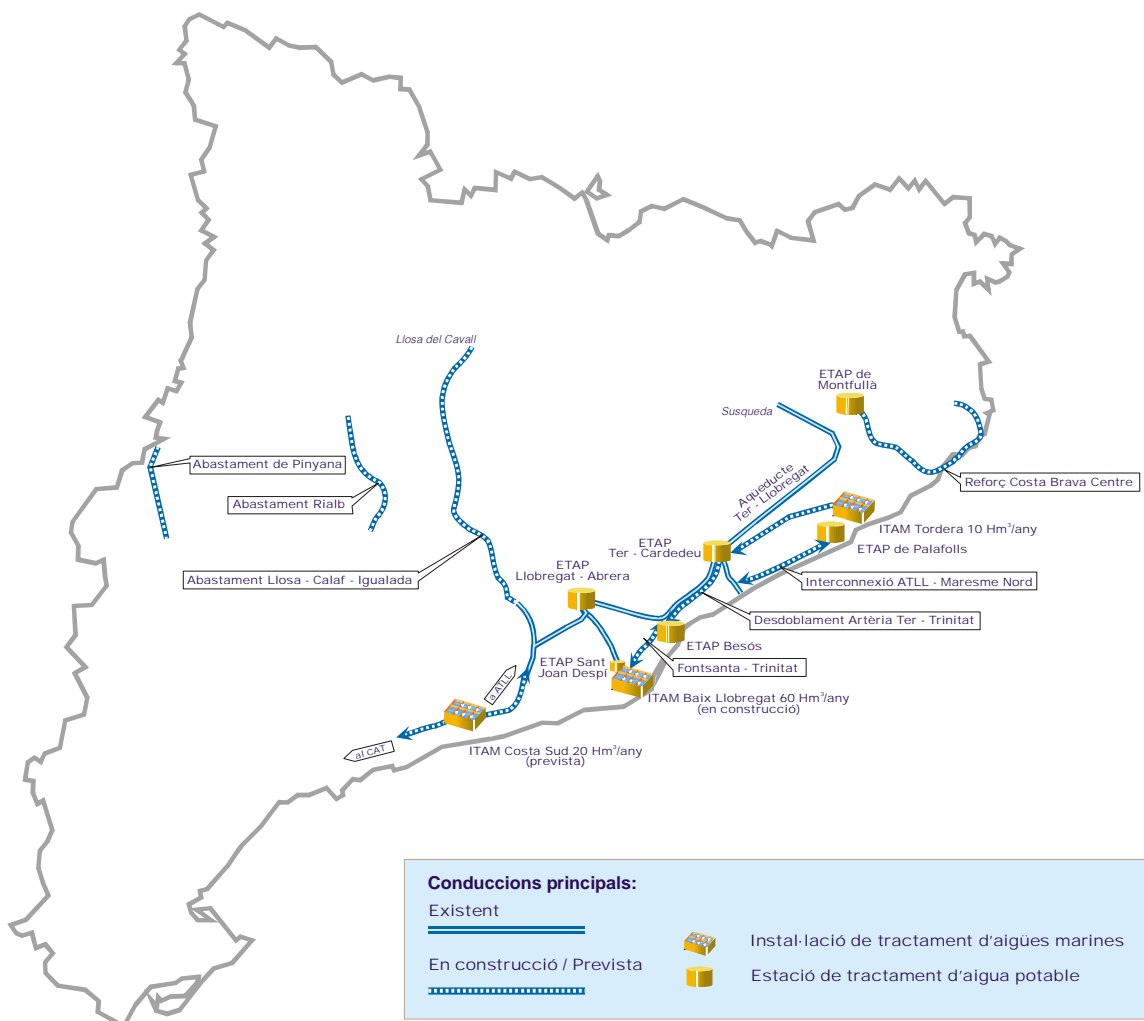 Llosa del Cavall
ETAP de
Montfullà
Susqueda
Abastament de Pinyana
Abastament Rialb
Aqüeducte
Ter - Llobregat
Reforç Costa Brava Centre
ITAM Tordera 10 Hm³/any
ETAP
Ter - Cardedeu
ETAP de Palafolls
ETAP
Llobregat - Abrera
Abastament Llosa - Calaf - Igualada
Interconnexió ATLL - Maresme Nord
Desdoblament Artèria Ter - Trinitat
ETAP Besós
ETAP Sant
Joan Despí
Fontsanta - Trinitat
a ATLL
ITAM Baix Llobregat 60 Hm³/any
(en construcció)
al CAT
ITAM Costa Sud 20 Hm³/any
(prevista)
Conduccions principals:
Existent
En construcció / Prevista
Instal·lació de tractament d'aigües marines
Estació de tractament d'aigua potable